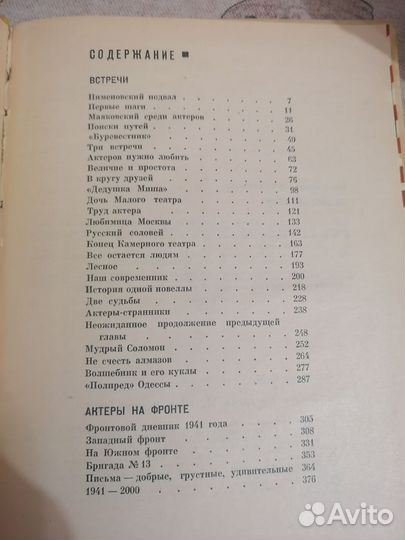 СОДЕРЖАНИЕ ■
ВСТРЕЧИ
Пименовский подвал . . . . . . . 7
Первые шаги . . . . . . . 14
Маяковский среди актеров . . . . . 26
Поиски путей . . . . . . . 31
«Буревестник» . . . . . . . 40
Три встречи . . . . . . . 45
Актеров нужно любить . . . . . . 63
Величие и простота . . . . . . 72
В кругу друзей . . . . . . . 76
«Дедушка Миша» . . . . . . . 98
Дочь Малого театра . . . . . . 111
Труд актера . . . . . . . 121
Любимица Москвы . . . . . . 133
Русский соловей . . . . . . . 142
Конец Камерного театра . . . . . 163
Все остается людям . . . . . . 177
Лесное . . . . . . . . 193
Наш современник . . . . . . 200
История одной новеллы . . . . . 218
Две судьбы . . . . . . . 228
Актеры-странники . . . . . . 238
Неожиданное продолжение предыдущей
главы . . . . . . . . 248
Мудрый Соломон . . . . . . . 252
Не счесть алмазов . . . . . . 264
Волшебник и его куклы . . . . . 277
«Полпред» Одессы . . . . . . 287
АКТЕРЫ НА ФРОНТЕ
Фронтовой дневник 1941 года . . . . 305
Западный фронт . . . . . . . 308
На Южном фронте . . . . . . 331
Бригада № 13 . . . . . . . 353
Письма — добрые, грустные, удивительные 364
1941 — 2000 . . . . . . . 376
Avito